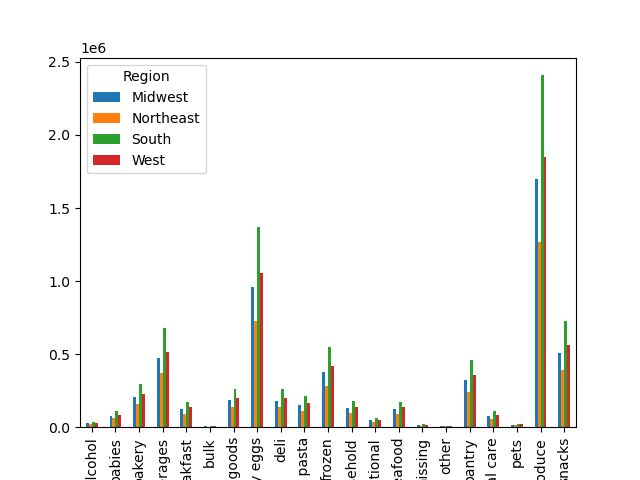 1e6
2.5
2.0
1.5
1.0
0.5
0.0
Region
Midwest
Northeast
South
West
lcohol
babies
bakery
erages
akfast
bulk
goods
y eggs
deli
pasta
frozen
ehold
tional
eafood
issing
other
pantry
al care
pets
oduce
snacks